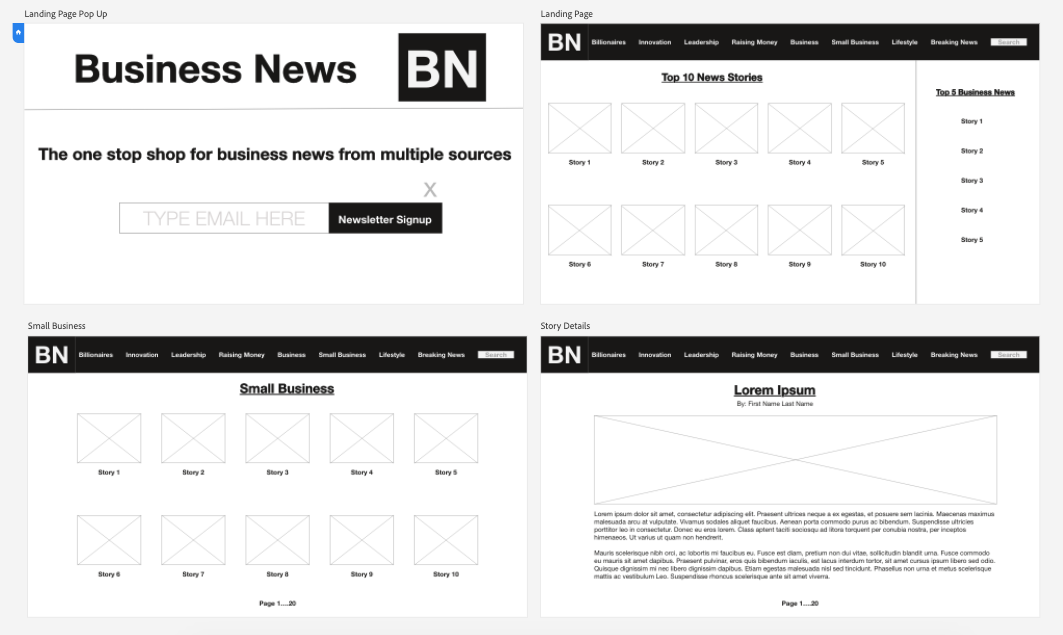 Landing Page Pop Up
Business News
BN
The one stop shop for business news from multiple sources
X
TYPE EMAIL HERE
Newsletter Signup
Landing Page
BN Billionaires Innovation Leadership Raising Money Business Small Business Lifestyle Breaking News Search
Top 10 News Stories
Story 1 Story 2 Story 3 Story 4 Story 5
Story 6 Story 7 Story 8 Story 9 Story 10
Top 5 Business News
Story 1
Story 2
Story 3
Story 4
Story 5
Small Business
BN Billionaires Innovation Leadership Raising Money Business Small Business Lifestyle Breaking News Search
Small Business
Story 1 Story 2 Story 3 Story 4 Story 5
Story 6 Story 7 Story 8 Story 9 Story 10
Page 1....20
Story Details
BN Billionaires Innovation Leadership Raising Money Business Small Business Lifestyle Breaking News Search
Lorem Ipsum
By: First Name Last Name
Lorem ipsum dolor sit amet, consectetur adipiscing elit. Praesent ultrices neque a ex egestas, et posuere sem lacinia. Maecenas maximus
malesuada arcu at vulputate. Vivamus sodales aliquet faucibus. Aenean porta commodo purus ac bibendum. Suspendisse ultricies
porttitor leo in consectetur. Donec eu eros lorem. Class aptent taciti sociosqu ad litora torquent per conubia nostra, per inceptos
himenaeos. Ut varius ut quam non hendrerit.
Mauris scelerisque nibh orci, ac lobortis mi faucibus eu. Fusce est diam, pretium non dui vitae, sollicitudin blandit urna. Fusce commodo
eu mauris sit amet dapibus. Praesent pulvinar, eros quis bibendum iaculis, est lacus interdum tortor, sit amet cursus ipsum libero sed odio.
Quisque dignissim mi nec libero dignissim dapibus. Etiam egestas malesuada nisl sed tincidunt. Phasellus non urna et metus scelerisque
mattis ac vestibulum Leo. Suspendisse rhoncus scelerisque ante sit amet viverra.
Page 1....20